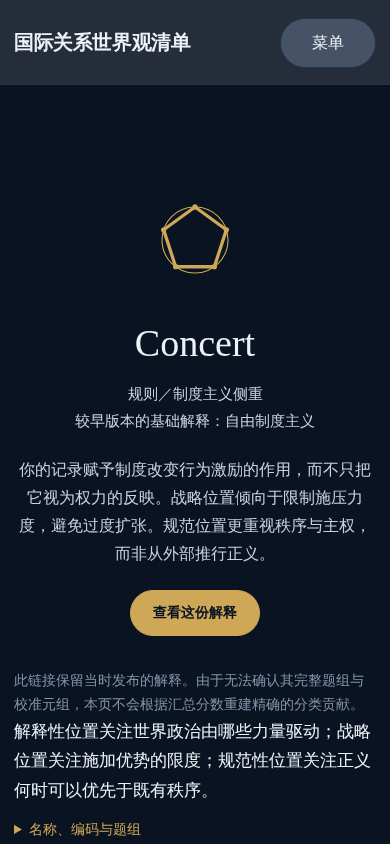 国际关系世界观清单
菜单
Concert
规则／制度主义侧重
较早版本的基础解释：自由制度主义
你的记录赋予制度改变行为激励的作用，而不只把
它视为权力的反映。战略位置倾向于限制施压力
度，避免过度扩张。规范位置更重视秩序与主权，
而非从外部推行正义。
查看这份解释
此链接保留当时发布的解释。由于无法确认其完整题组与
校准元组，本页不会根据汇总分数重建精确的分类贡献。
解释性位置关注世界政治由哪些力量驱动；战略
位置关注施加优势的限度；规范性位置关注正义
何时可以优先于既有秩序。
名称、编码与题组